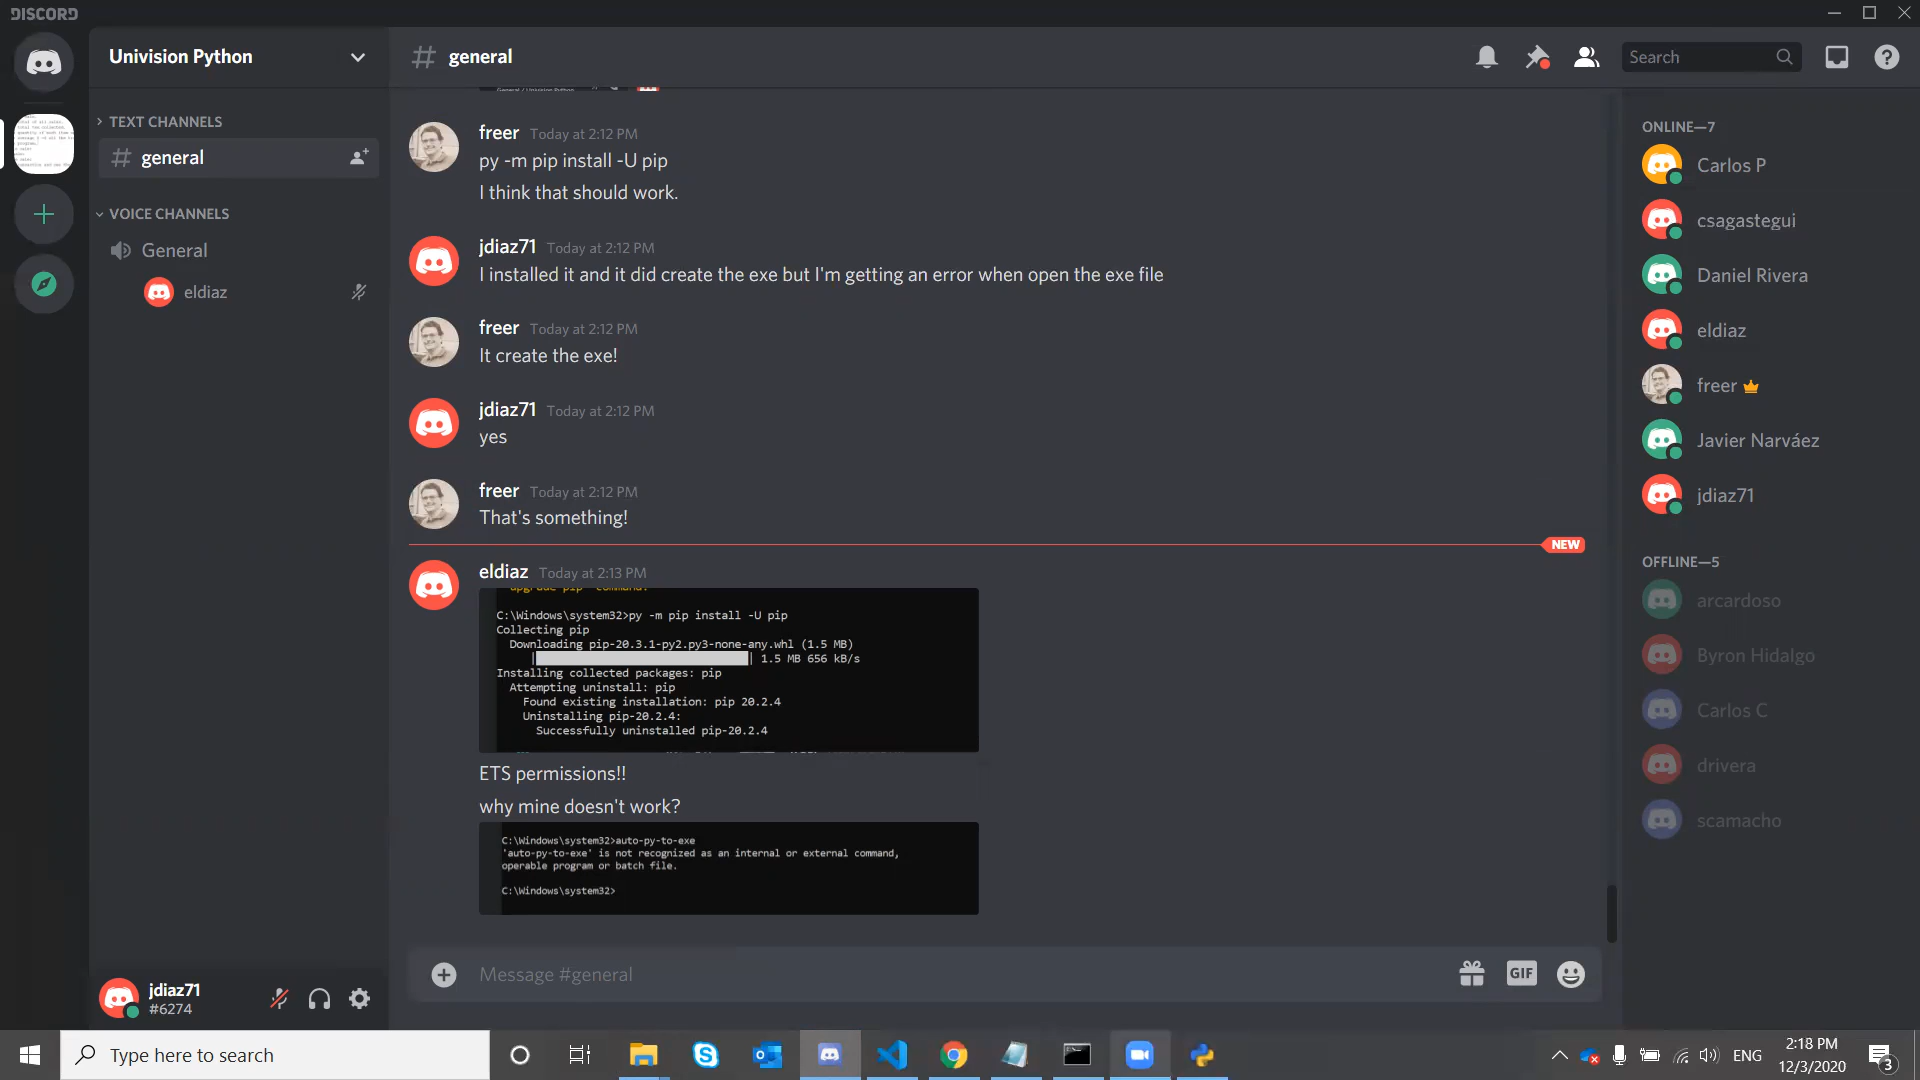 DISCORD
Univision Python
general
Search
TEXT CHANNELS
general
VOICE CHANNELS
General
eldiaz
freer Today at 2:12 PM
py -m pip install -U pip
I think that should work.
jdiaz71 Today at 2:12 PM
I installed it and it did create the exe but I'm getting an error when open the exe file
freer Today at 2:12 PM
It create the exe!
jdiaz71 Today at 2:12 PM
yes
freer Today at 2:12 PM
That's something!
NEW
eldiaz Today at 2:13 PM
upgrade pip' command.
C:\Windows\system32>py -m pip install -U pip
Collecting pip
Downloading pip-20.3.1-py2.py3-none-any.whl (1.5 MB)
| | 1.5 MB 656 kB/s
Installing collected packages: pip
Attempting uninstall: pip
Found existing installation: pip 20.2.4
Uninstalling pip-20.2.4:
Successfully uninstalled pip-20.2.4
ETS permissions!!
why mine doesn't work?
C:\Windows\system32>auto-py-to-exe
'auto-py-to-exe' is not recognized as an internal or external command,
operable program or batch file.
C:\Windows\system32>
Message #general
GIF
jdiaz71
#6274
ONLINE—7
Carlos P
csagastegui
Daniel Rivera
eldiaz
freer
Javier Narváez
jdiaz71
OFFLINE—5
arcardoso
Byron Hidalgo
Carlos C
drivera
scamacho
Type here to search
ENG
2:18 PM
12/3/2020
3